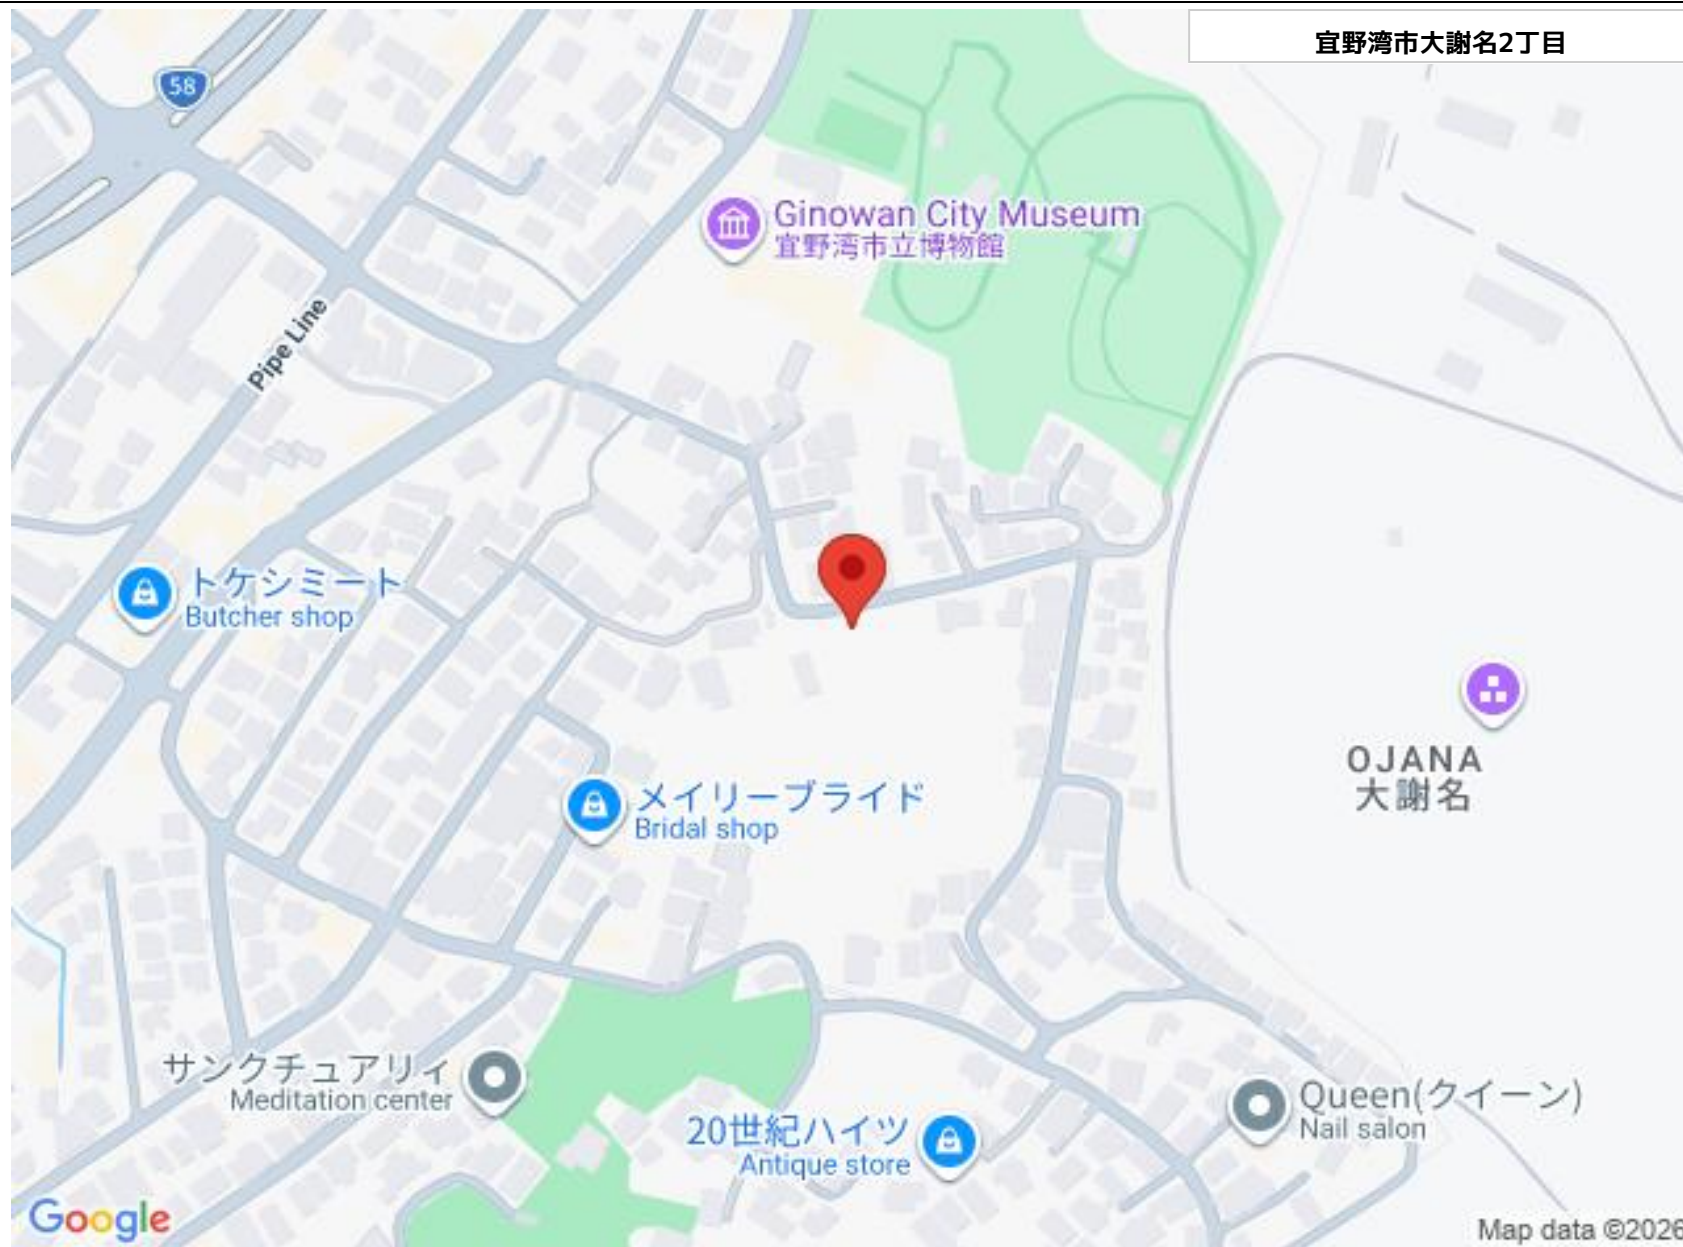 宜野湾市大謝名2丁目
58
Ginowan City Museum
宜野湾市立博物館
Pipe Line
トケシミート
Butcher shop
OJANA
大謝名
メイリーブライド
Bridal shop
サンクチュアリィ
Meditation center
20世紀ハイツ
Antique store
Queen(クイーン)
Nail salon
Google
Map data ©2026